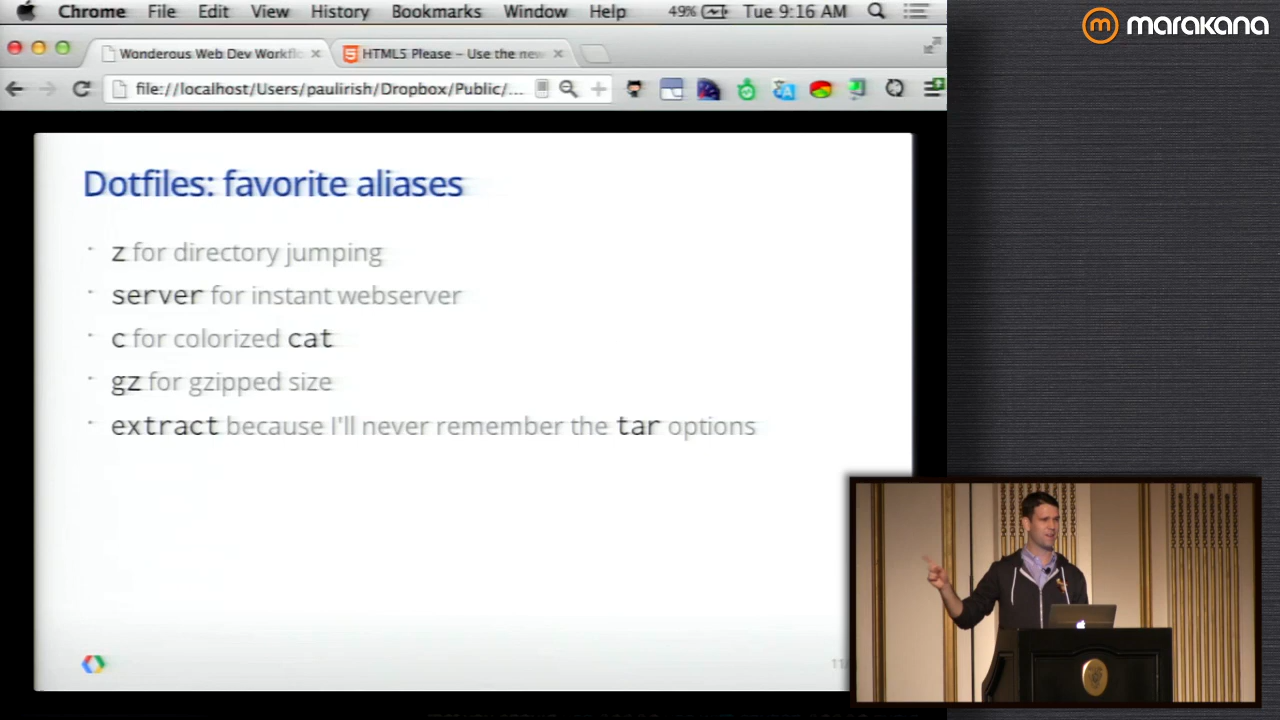 Chrome File Edit View History Bookmarks Window Help 49% Tue 9:16 AM
marakana
Wonderous Web Dev Workfl
HTML5 Please – Use the new
file://localhost/Users/paulirish/Dropbox/Public/...
Dotfiles: favorite aliases
z for directory jumping
server for instant webserver
c for colorized cat
gz for gzipped size
extract because I'll never remember the tar options
11